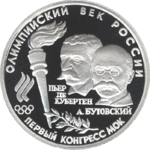 ОЛИМПИЙСКИЙ ВЕК РОССИИ
ПЬЕР
ДЕ
КУБЕРТЕН
А.БУТОВСКИЙ
ПЕРВЫЙ КОНГРЕСС МОК